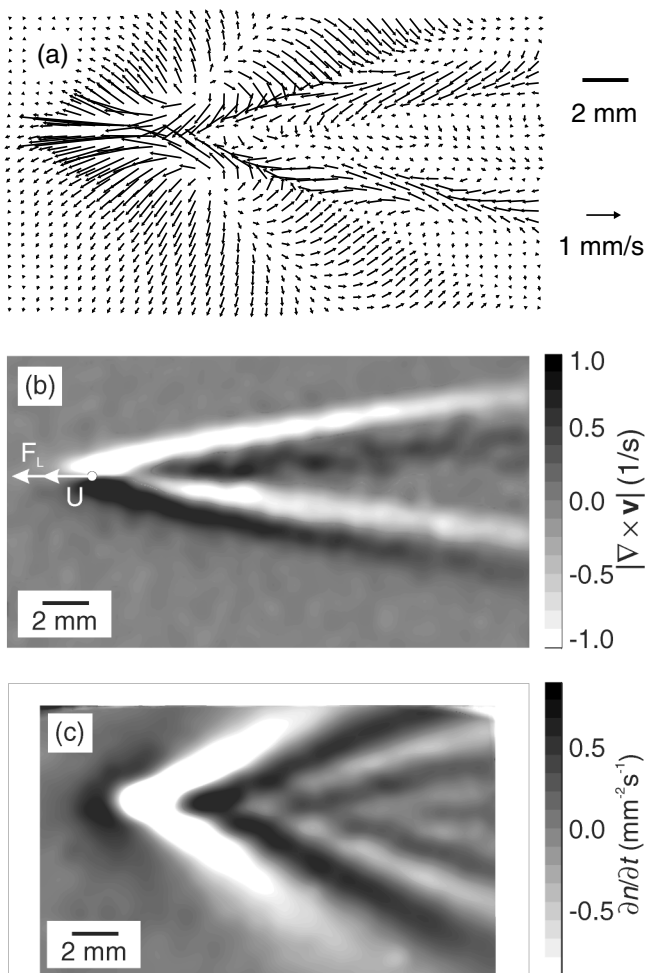 (a)
2 mm
1 mm/s
(b)
F_L
U
2 mm
1.0
0.5
0.0
-0.5
-1.0
|∇ × v| (1/s)
(c)
2 mm
0.5
0.0
-0.5
∂n/∂t (mm⁻²s⁻¹)